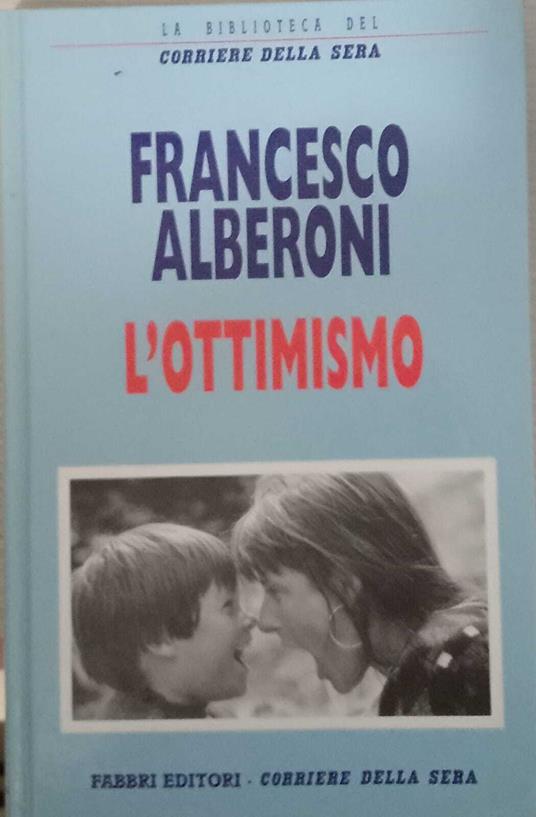 LA BIBLIOTECA DEL
CORRIERE DELLA SERA
FRANCESCO
ALBERONI
L'OTTIMISMO
FABBRI EDITORI - CORRIERE DELLA SERA